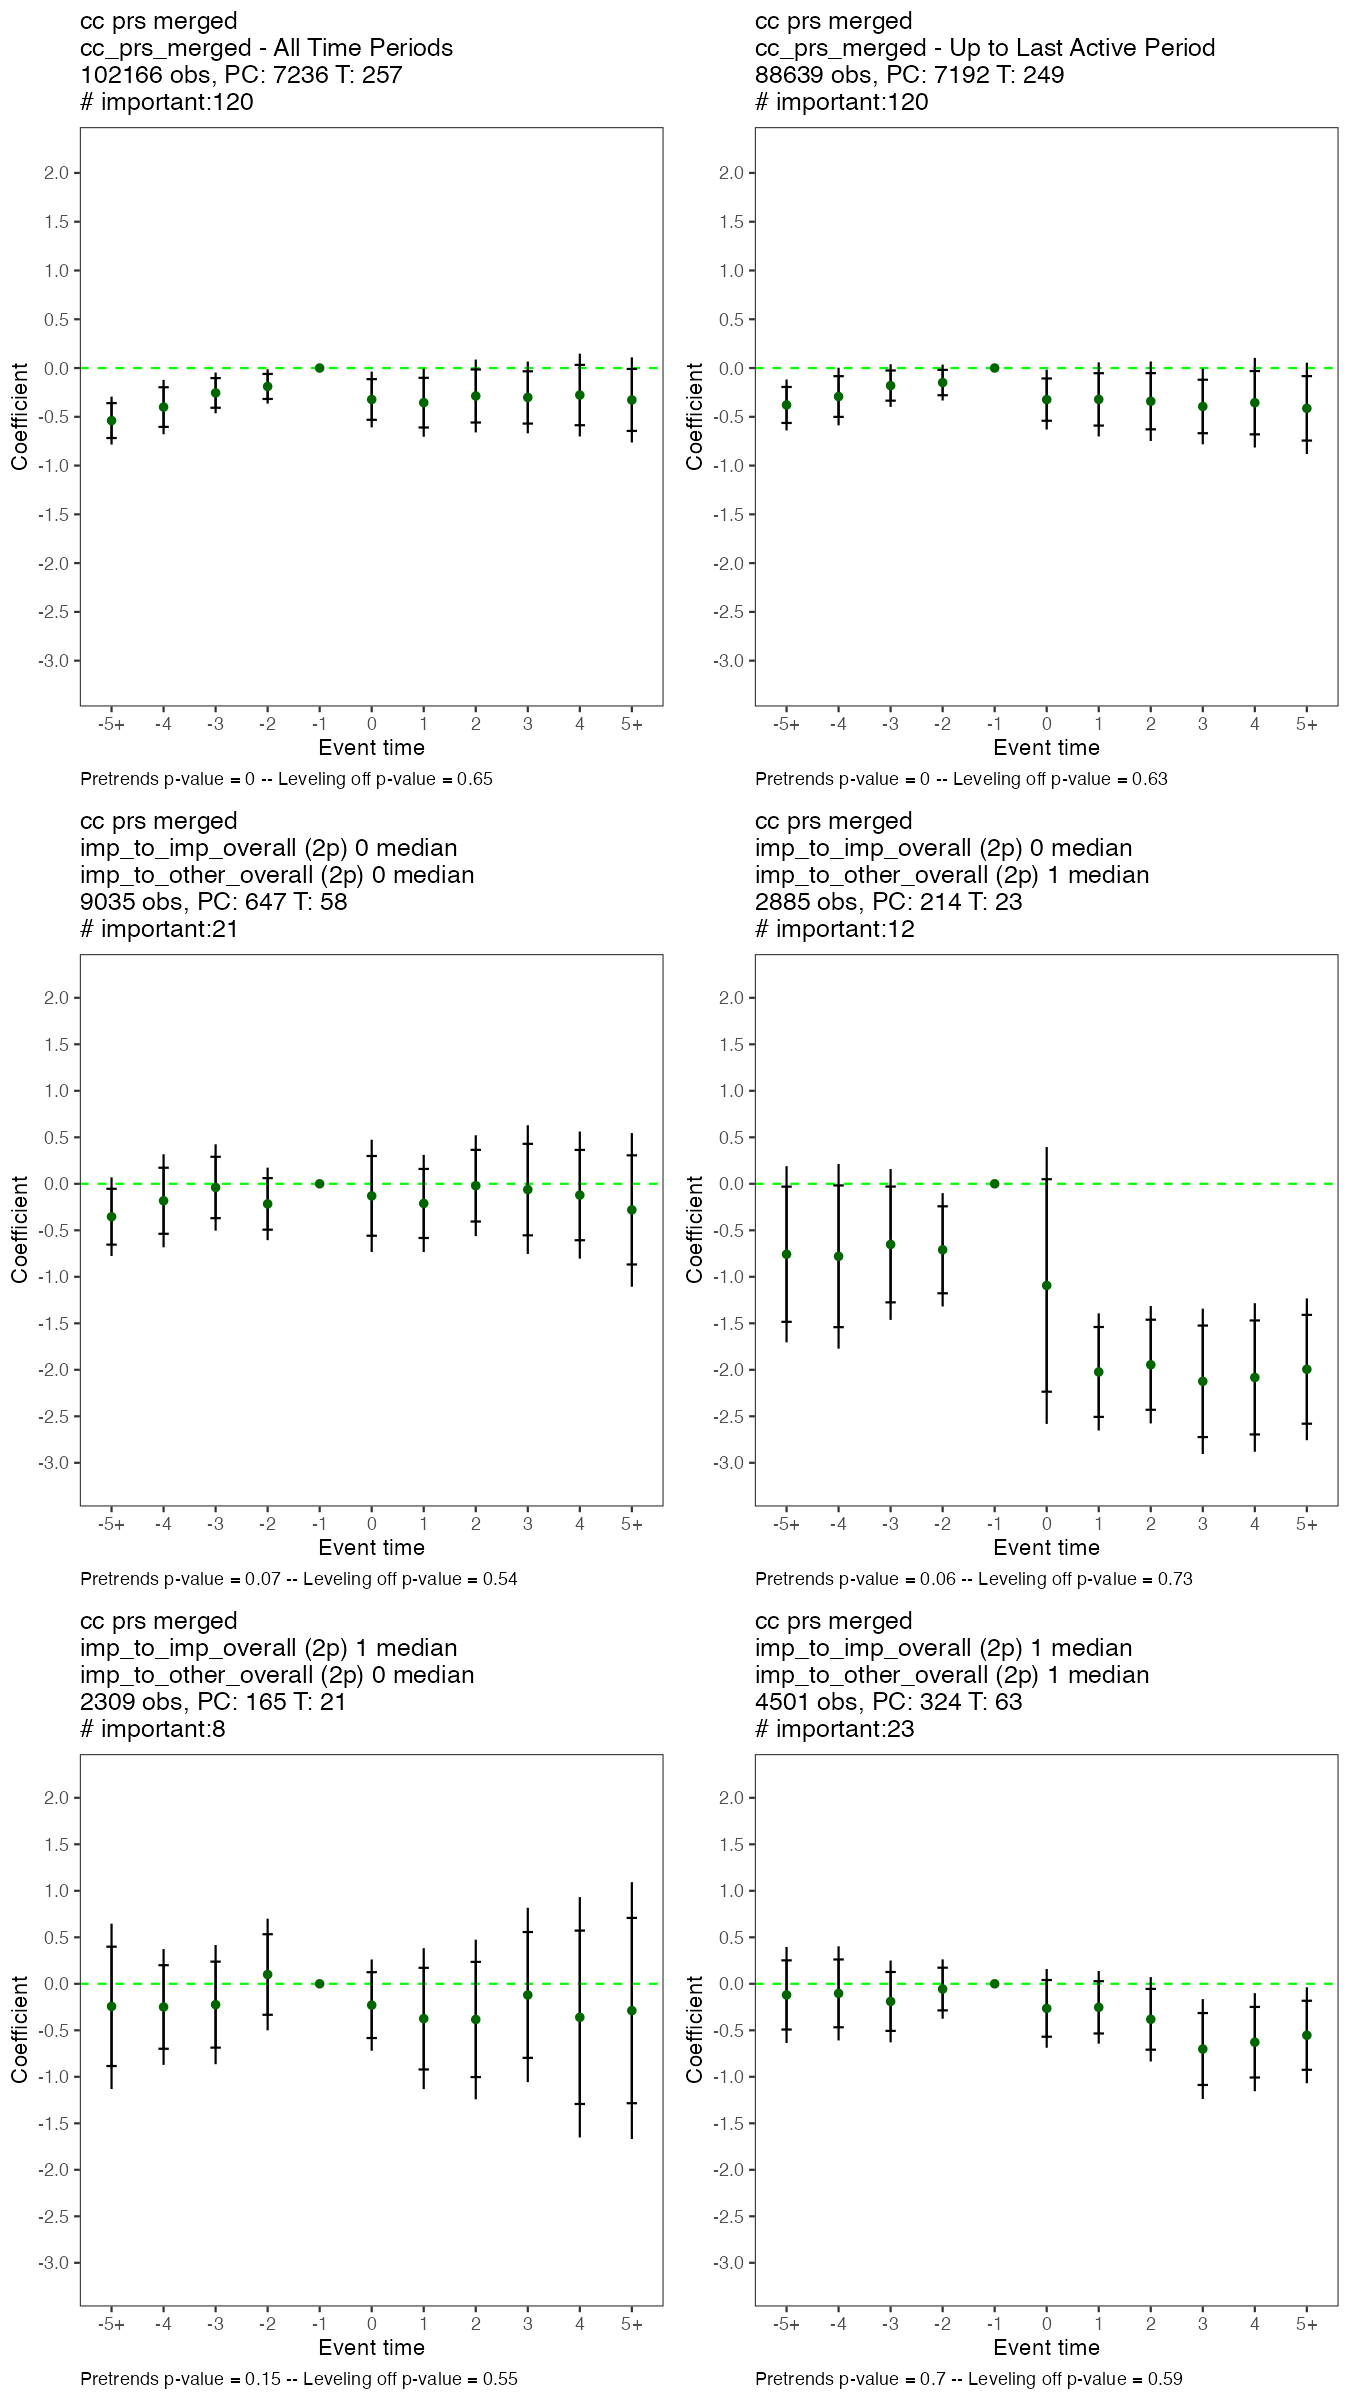 cc prs merged
cc_prs_merged - All Time Periods
102166 obs, PC: 7236 T: 257
# important:120
2.0
1.5
1.0
0.5
0.0
-0.5
-1.0
-1.5
-2.0
-2.5
-3.0
Coefficient
-5+ -4 -3 -2 -1 0 1 2 3 4 5+
Event time
Pretrends p-value = 0 -- Leveling off p-value = 0.65
cc prs merged
cc_prs_merged - Up to Last Active Period
88639 obs, PC: 7192 T: 249
# important:120
2.0
1.5
1.0
0.5
0.0
-0.5
-1.0
-1.5
-2.0
-2.5
-3.0
Coefficient
-5+ -4 -3 -2 -1 0 1 2 3 4 5+
Event time
Pretrends p-value = 0 -- Leveling off p-value = 0.63
cc prs merged
imp_to_imp_overall (2p) 0 median
imp_to_other_overall (2p) 0 median
9035 obs, PC: 647 T: 58
# important:21
2.0
1.5
1.0
0.5
0.0
-0.5
-1.0
-1.5
-2.0
-2.5
-3.0
Coefficient
-5+ -4 -3 -2 -1 0 1 2 3 4 5+
Event time
Pretrends p-value = 0.07 -- Leveling off p-value = 0.54
cc prs merged
imp_to_imp_overall (2p) 0 median
imp_to_other_overall (2p) 1 median
2885 obs, PC: 214 T: 23
# important:12
2.0
1.5
1.0
0.5
0.0
-0.5
-1.0
-1.5
-2.0
-2.5
-3.0
Coefficient
-5+ -4 -3 -2 -1 0 1 2 3 4 5+
Event time
Pretrends p-value = 0.06 -- Leveling off p-value = 0.73
cc prs merged
imp_to_imp_overall (2p) 1 median
imp_to_other_overall (2p) 0 median
2309 obs, PC: 165 T: 21
# important:8
2.0
1.5
1.0
0.5
0.0
-0.5
-1.0
-1.5
-2.0
-2.5
-3.0
Coefficient
-5+ -4 -3 -2 -1 0 1 2 3 4 5+
Event time
Pretrends p-value = 0.15 -- Leveling off p-value = 0.55
cc prs merged
imp_to_imp_overall (2p) 1 median
imp_to_other_overall (2p) 1 median
4501 obs, PC: 324 T: 63
# important:23
2.0
1.5
1.0
0.5
0.0
-0.5
-1.0
-1.5
-2.0
-2.5
-3.0
Coefficient
-5+ -4 -3 -2 -1 0 1 2 3 4 5+
Event time
Pretrends p-value = 0.7 -- Leveling off p-value = 0.59